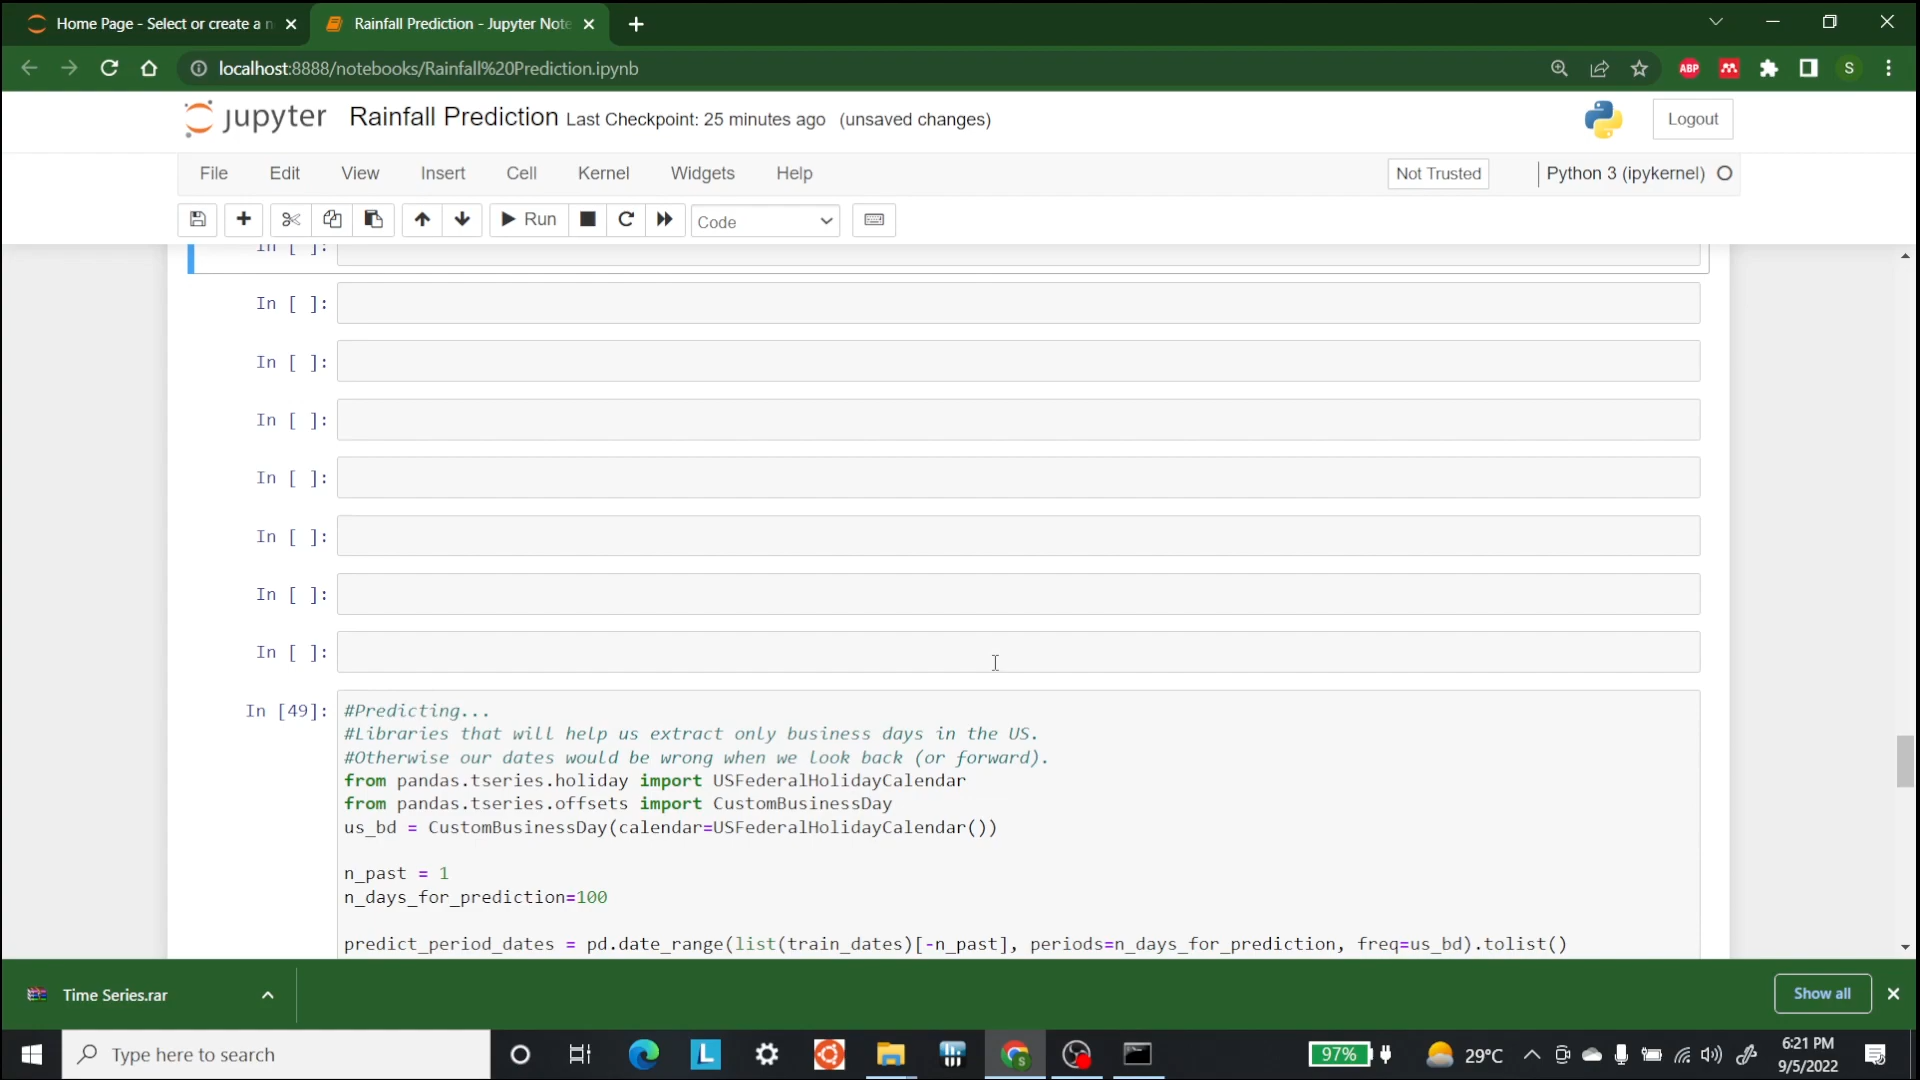 Home Page - Select or create a n
Rainfall Prediction - Jupyter Note
localhost:8888/notebooks/Rainfall%20Prediction.ipynb
ABP
S
jupyter
Rainfall Prediction Last Checkpoint: 25 minutes ago (unsaved changes)
Logout
File Edit View Insert Cell Kernel Widgets Help
Not Trusted
Python 3 (ipykernel)
Run
Code
In [ ]:
In [ ]:
In [ ]:
In [ ]:
In [ ]:
In [ ]:
In [ ]:
In [ ]:
In [49]:
#Predicting...
#Libraries that will help us extract only business days in the US.
#Otherwise our dates would be wrong when we look back (or forward).
from pandas.tseries.holiday import USFederalHolidayCalendar
from pandas.tseries.offsets import CustomBusinessDay
us_bd = CustomBusinessDay(calendar=USFederalHolidayCalendar())
n_past = 1
n_days_for_prediction=100
predict_period_dates = pd.date_range(list(train_dates)[-n_past], periods=n_days_for_prediction, freq=us_bd).tolist()
Time Series.rar
Show all
Type here to search
L
97%
29°C
6:21 PM
9/5/2022